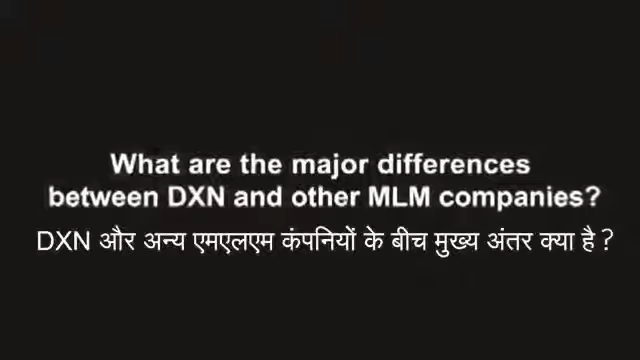 What are the major differences
between DXN and other MLM companies?
DXN और अन्य एमएलएम कंपनियों के बीच मुख्य अंतर क्या है ?